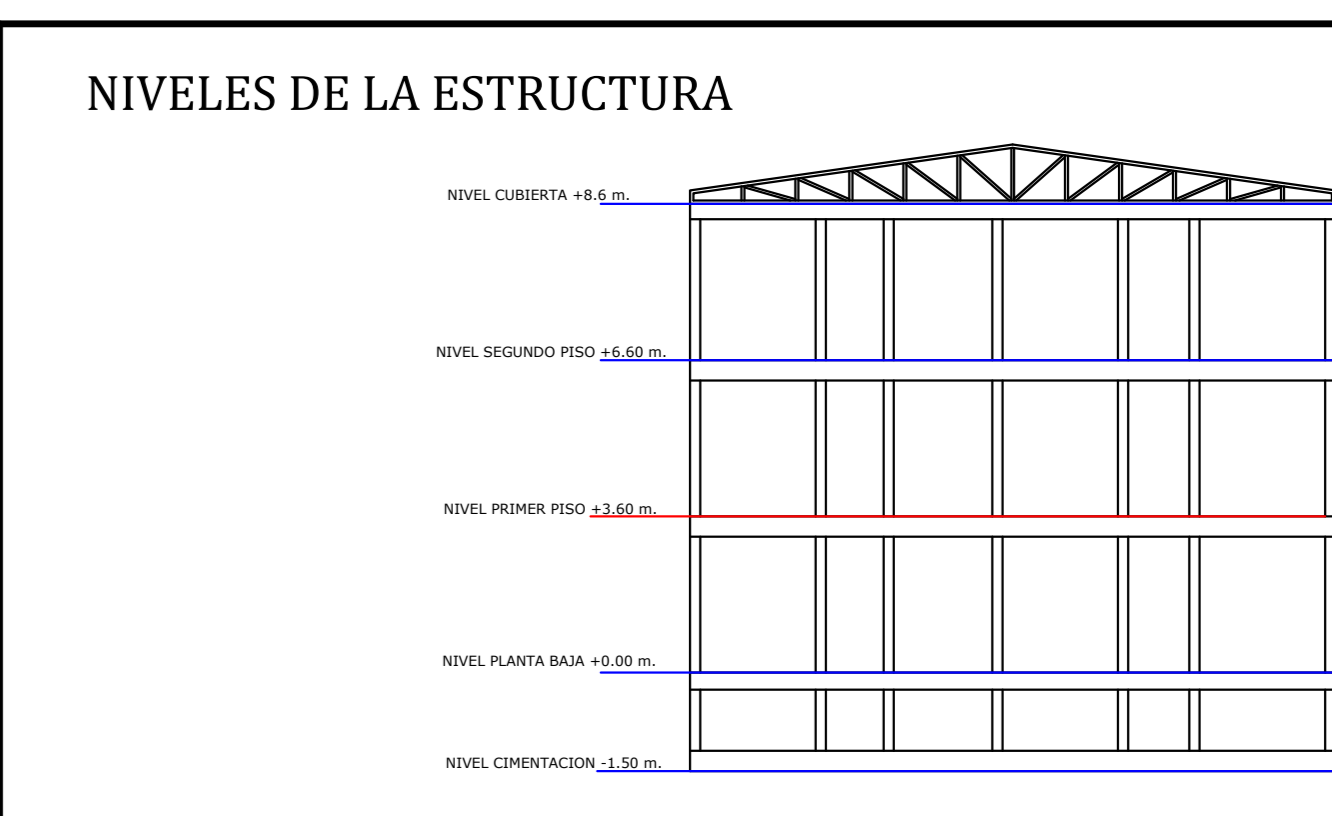 NIVELES DE LA ESTRUCTURA
NIVEL CUBIERTA +8.6 m.
NIVEL SEGUNDO PISO +6.60 m.
NIVEL PRIMER PISO +3.60 m.
NIVEL PLANTA BAJA +0.00 m.
NIVEL CIMENTACION -1.50 m.